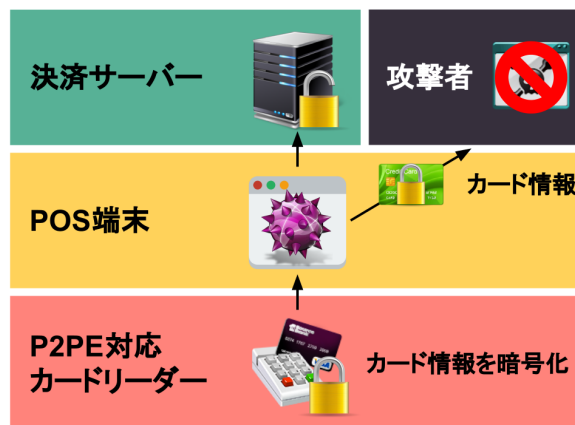 決済サーバー
攻撃者
Credit Card
カード情報
POS端末
P2PE対応
カードリーダー
カード情報を暗号化